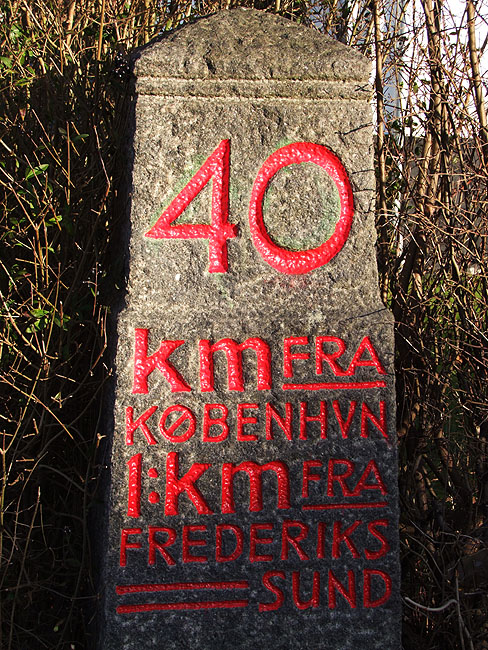 40
km FRA
KØBENHVN
1:km FRA
FREDERIKS
SUND